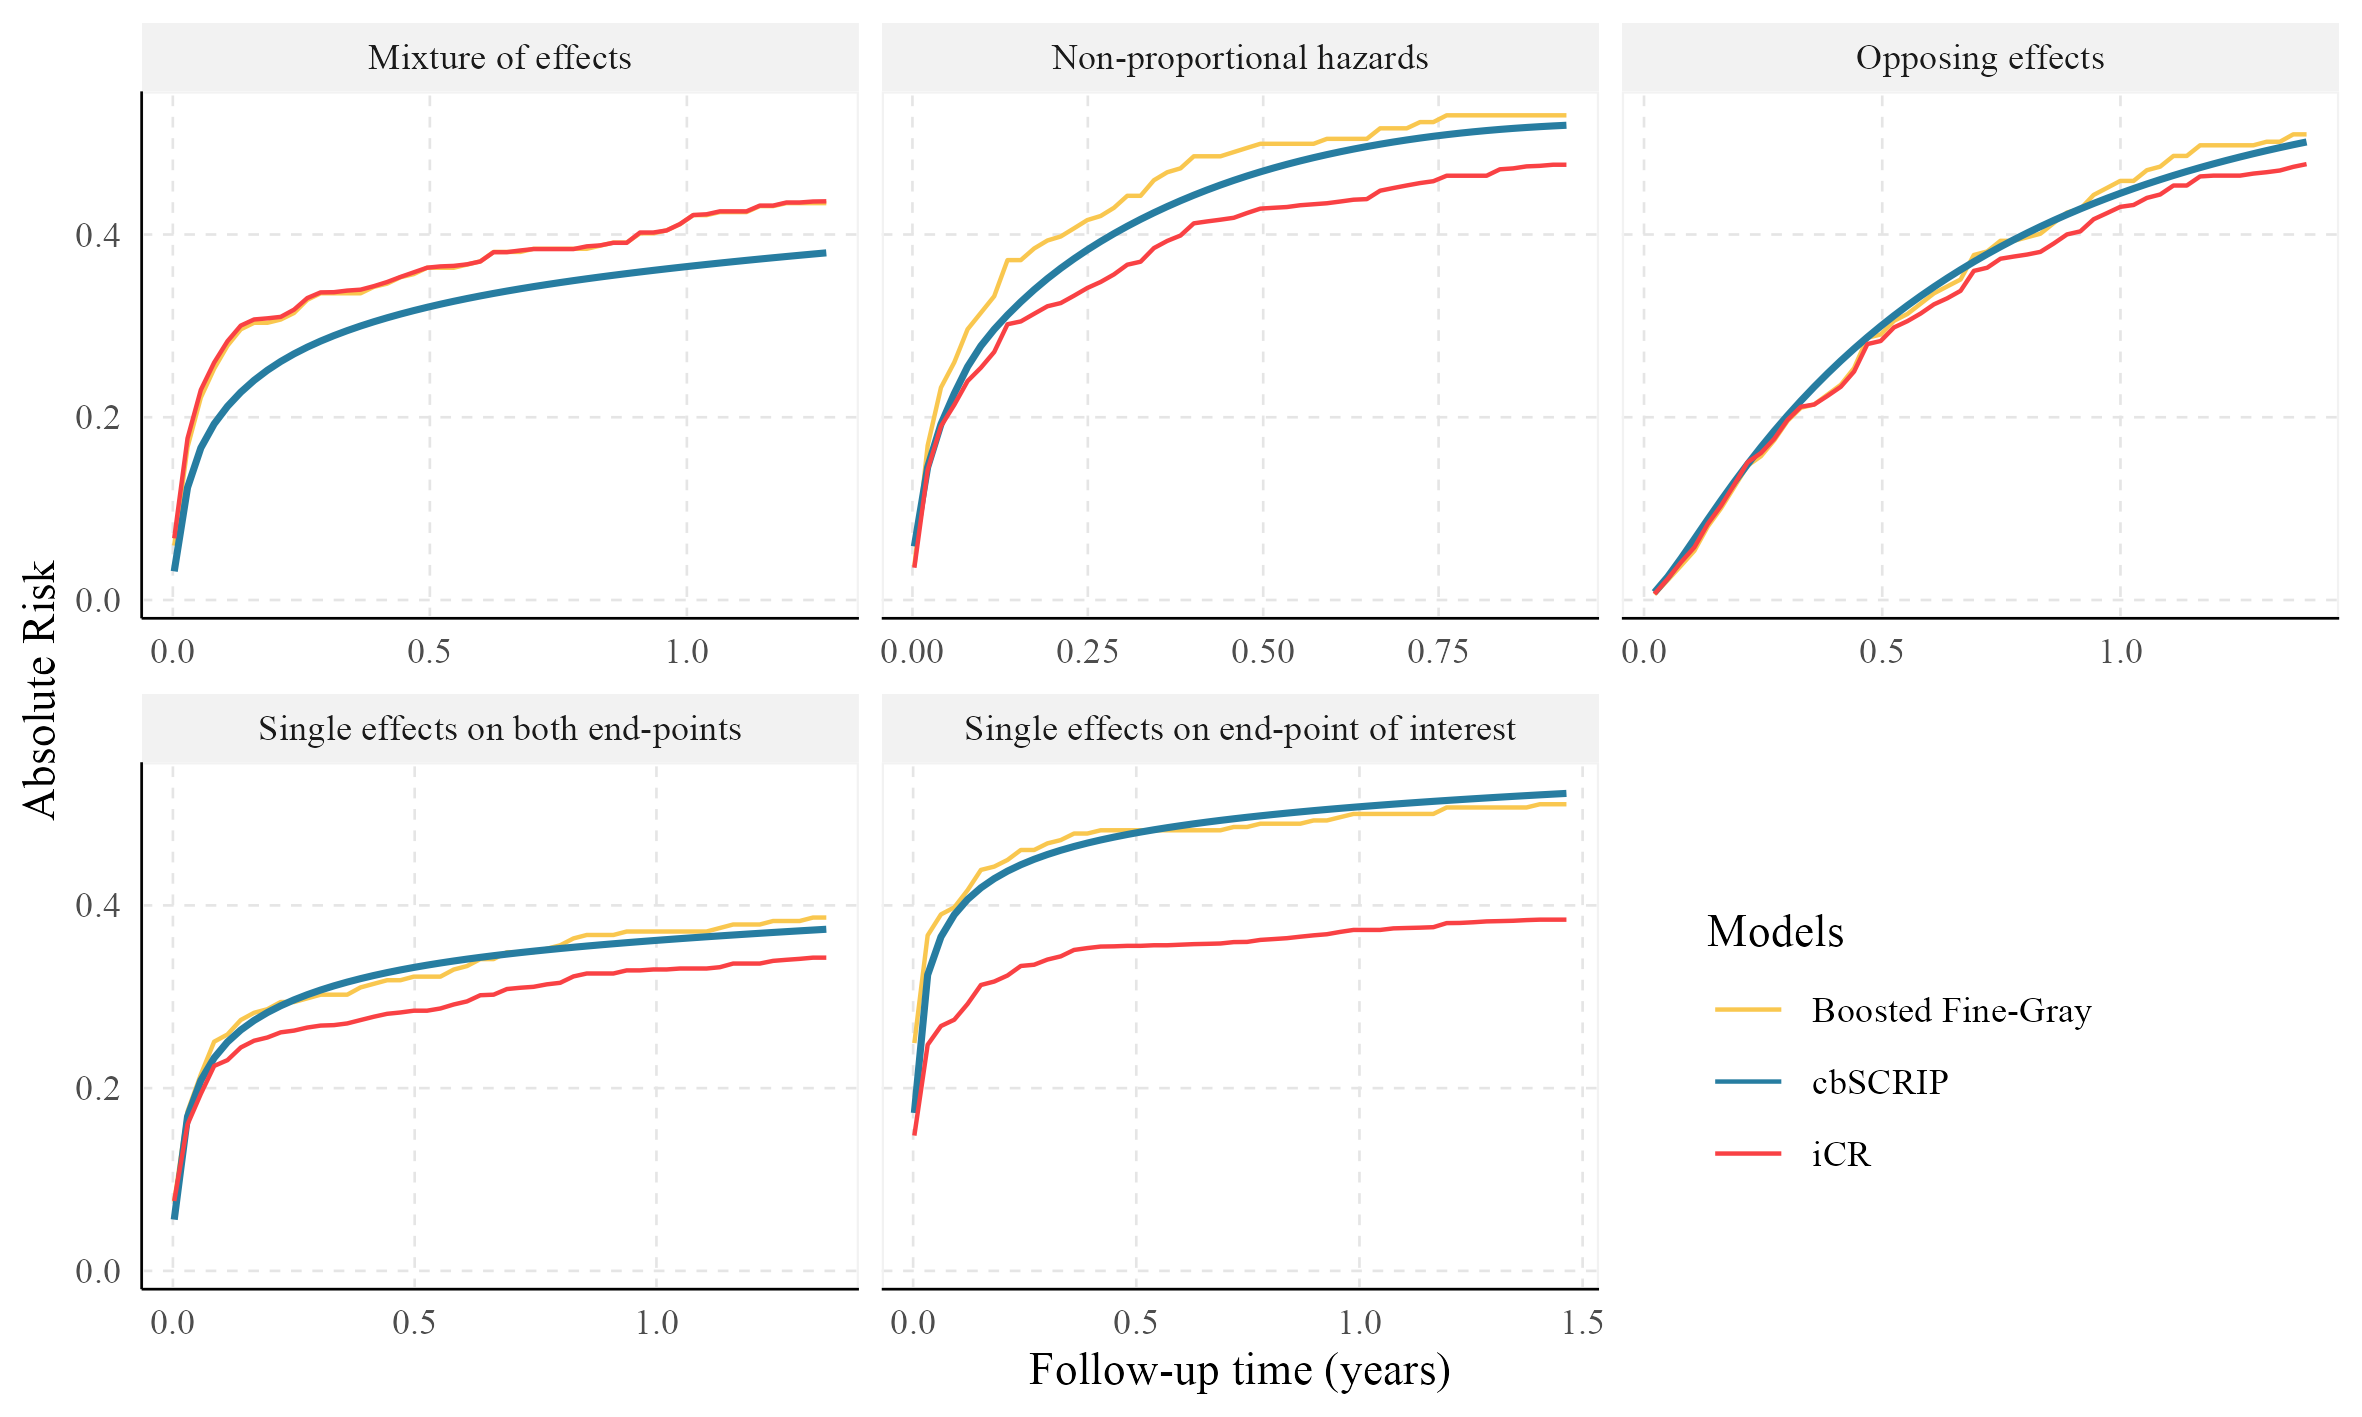 Mixture of effects
Non-proportional hazards
Opposing effects
0.4
0.2
0.0
0.0 0.5 1.0
0.00 0.25 0.50 0.75
0.0 0.5 1.0
Absolute Risk
Single effects on both end-points
Single effects on end-point of interest
0.4
0.2
0.0
0.0 0.5 1.0
0.0 0.5 1.0 1.5
Follow-up time (years)
Models
Boosted Fine-Gray
cbSCRIP
iCR